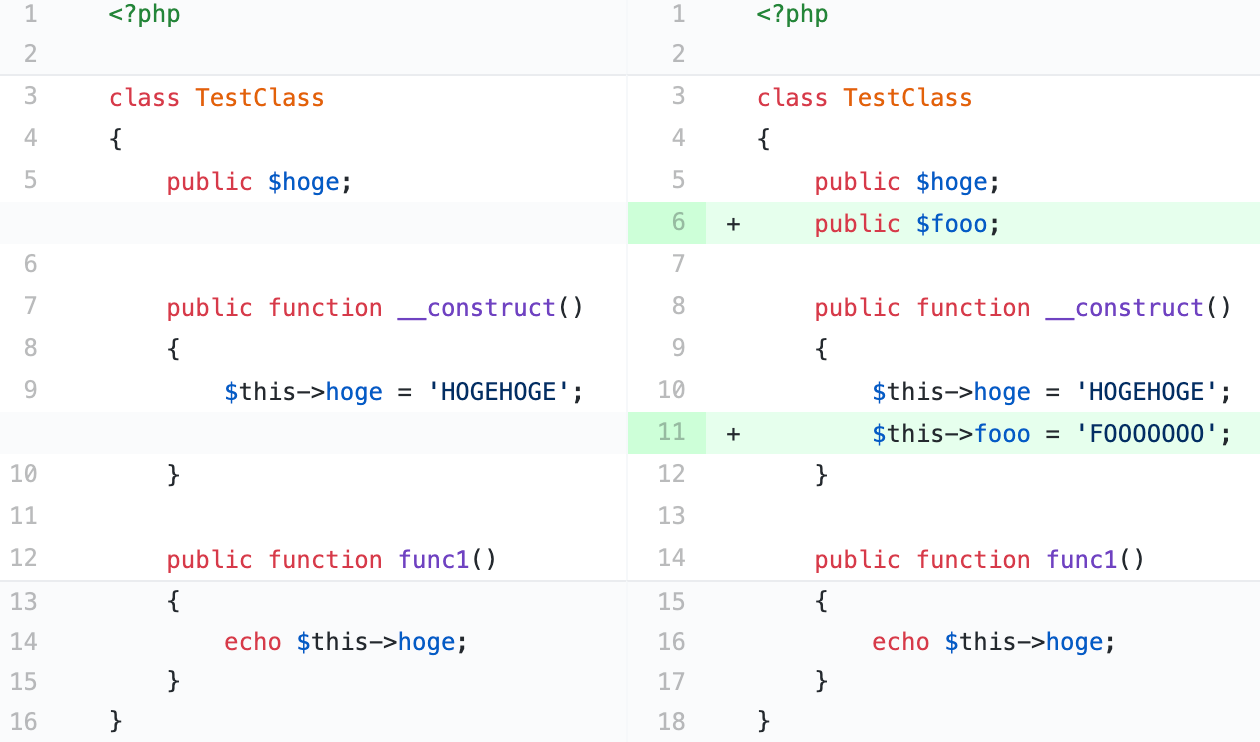 1 <?php
2
3 class TestClass
4 {
5 public $hoge;
6
7 public function __construct()
8 {
9 $this->hoge = 'HOGEHOGE';
10 }
11
12 public function func1()
13 {
14 echo $this->hoge;
15 }
16 }
1 <?php
2
3 class TestClass
4 {
5 public $hoge;
6 + public $fooo;
7
8 public function __construct()
9 {
10 $this->hoge = 'HOGEHOGE';
11 + $this->fooo = 'FOOOOOOO';
12 }
13
14 public function func1()
15 {
16 echo $this->hoge;
17 }
18 }